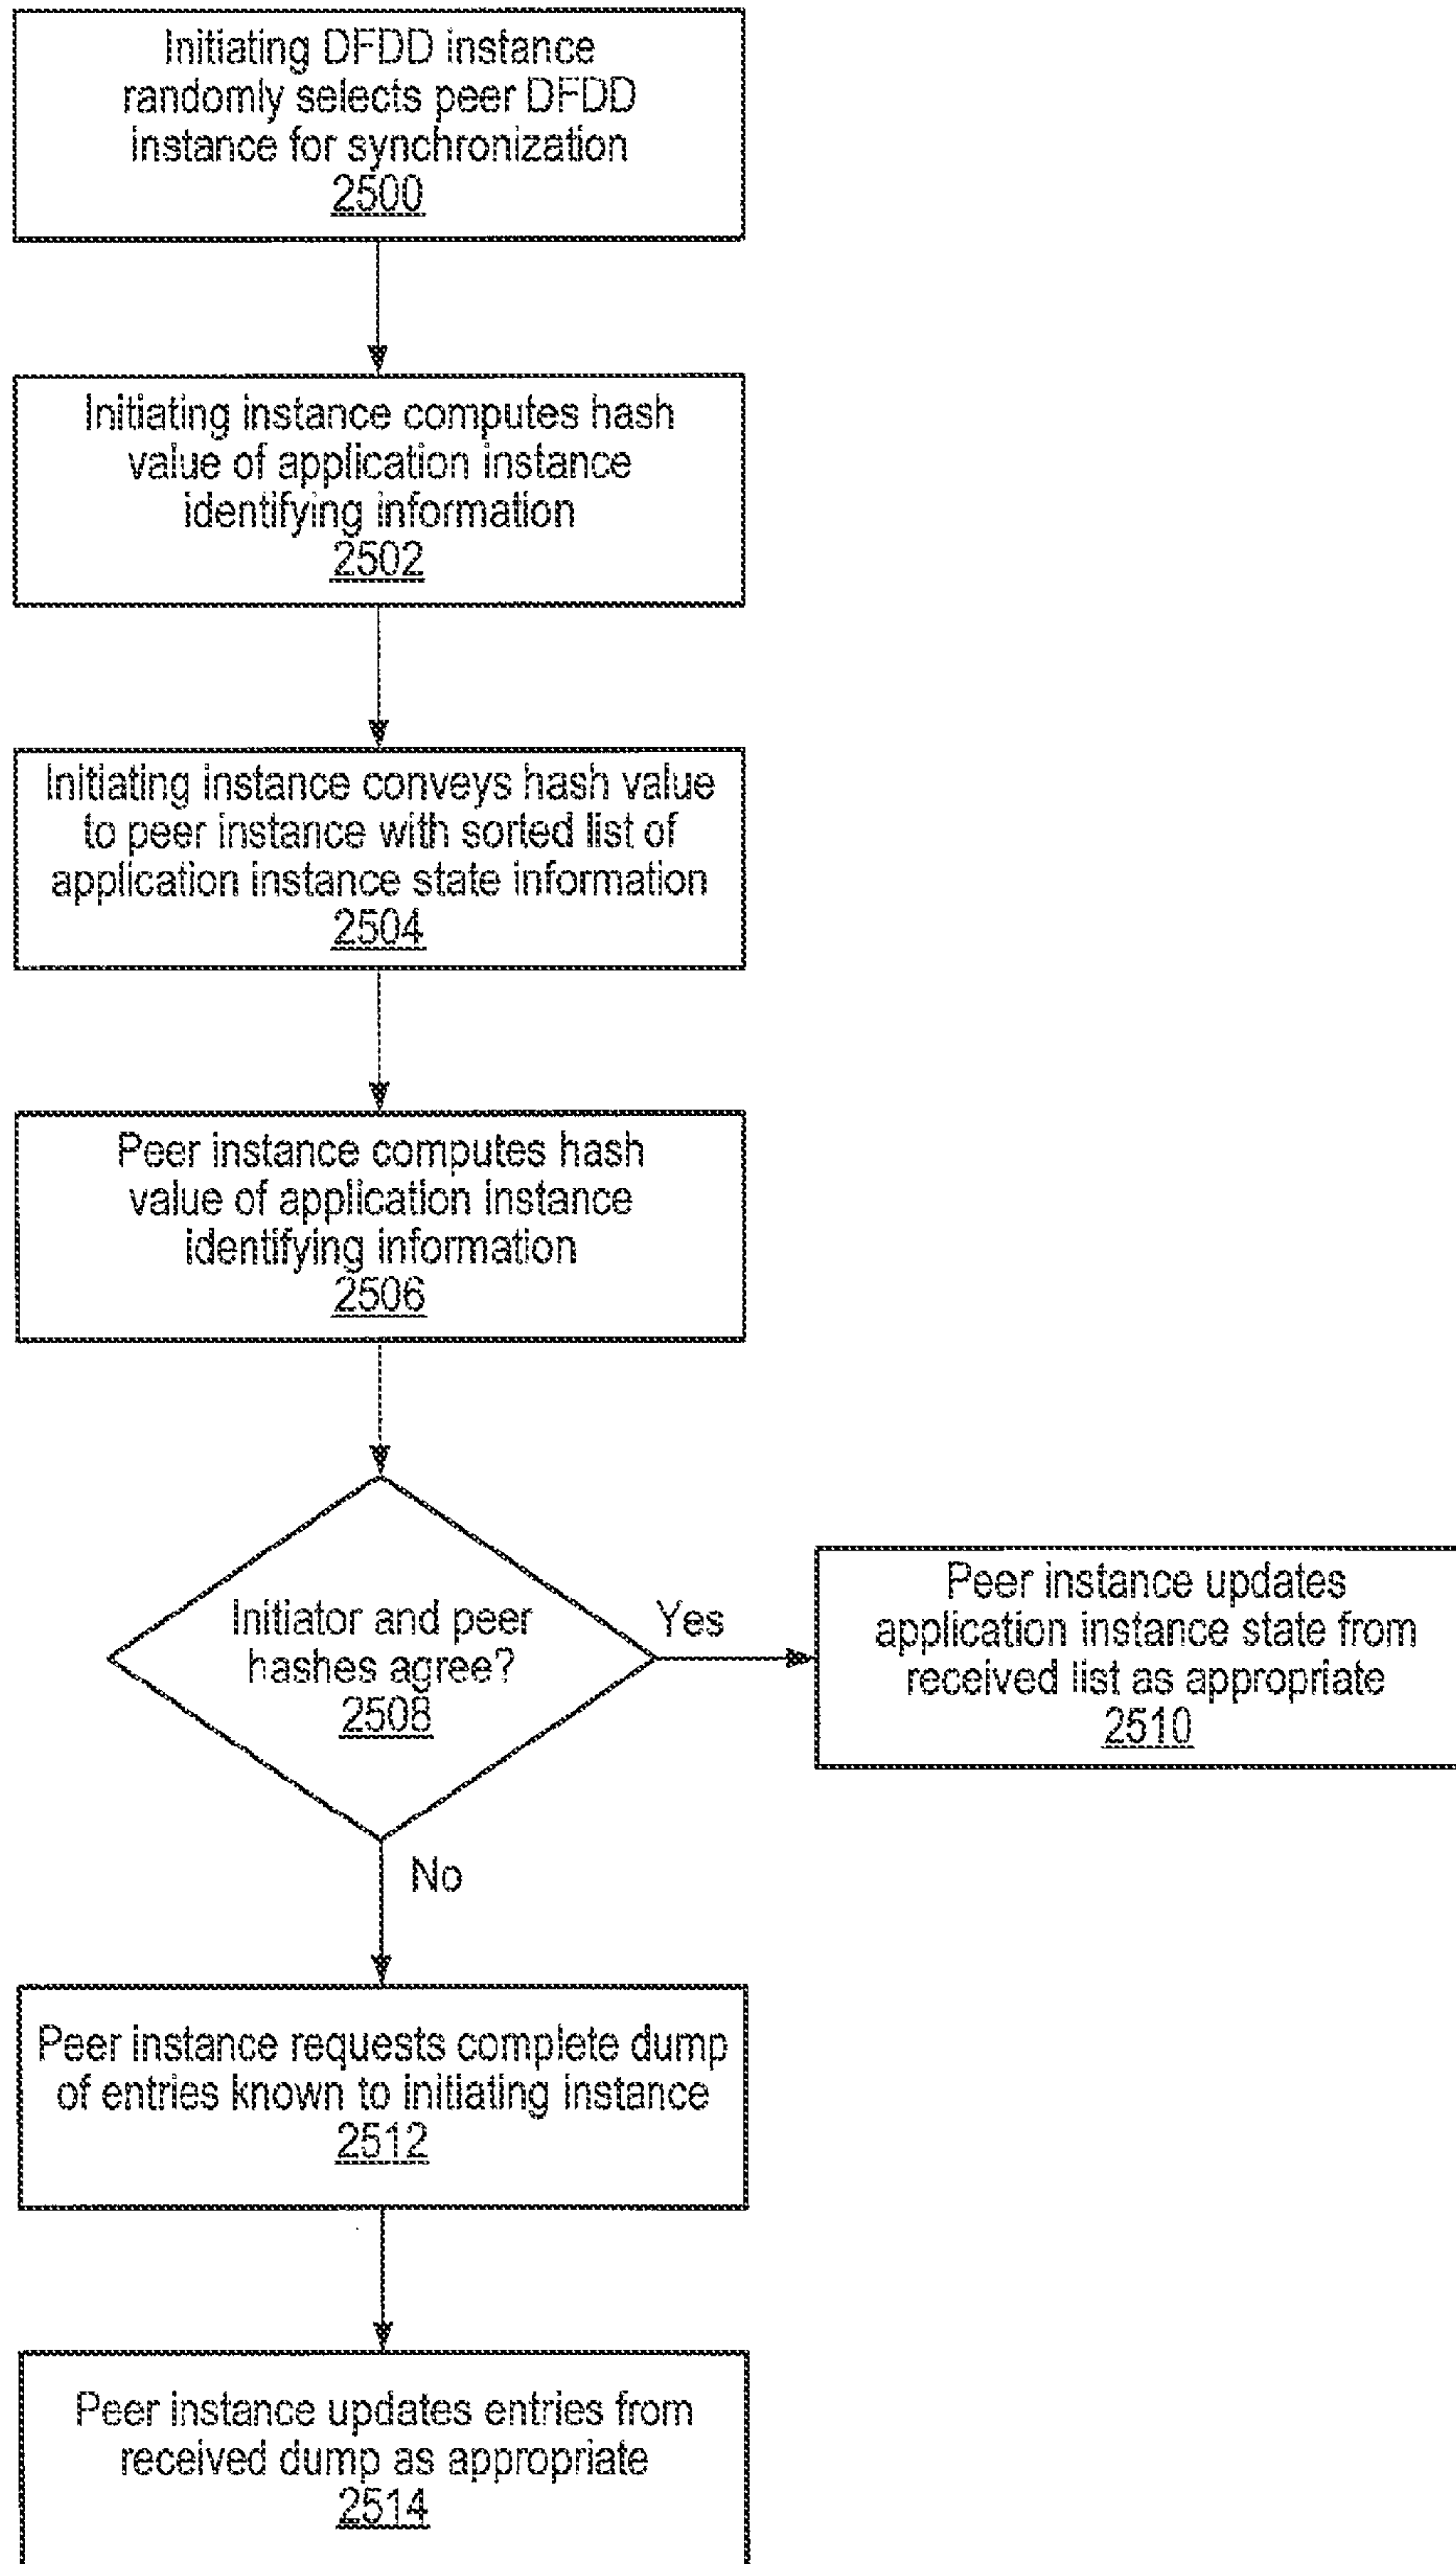 Initiating DFDD instance
randomly selects peer DFDD
instance for synchronization
2500
Initiating instance computes hash
value of application instance
identifying information
2502
Initiating instance conveys hash value
to peer instance with sorted list of
application instance state information
2504
Peer instance computes hash
value of application instance
identifying information
2506
Initiator and peer
hashes agree?
2508
Yes
Peer instance updates
application instance state from
received list as appropriate
2510
No
Peer instance requests complete dump
of entries known to initiating instance
2512
Peer instance updates entries from
received dump as appropriate
2514